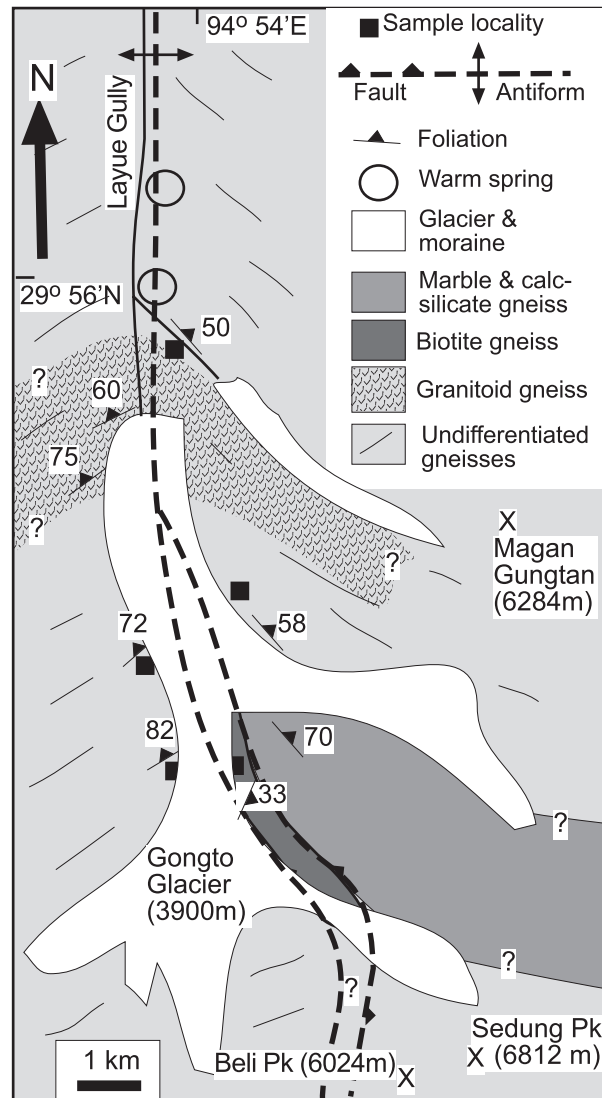 94º 54’E
Sample locality
Fault
Antiform
N
Layue Gully
Foliation
Warm spring
Glacier &
moraine
29º 56’N
Marble & calc-
silicate gneiss
50
Biotite gneiss
?
60
Granitoid gneiss
75
Undifferentiated
gneisses
?
?
X
Magan
Gungtan
(6284m)
72
58
82
70
33
?
Gongto
Glacier
(3900m)
?
?
Sedung Pk
X (6812 m)
1 km
Beli Pk (6024m)
X